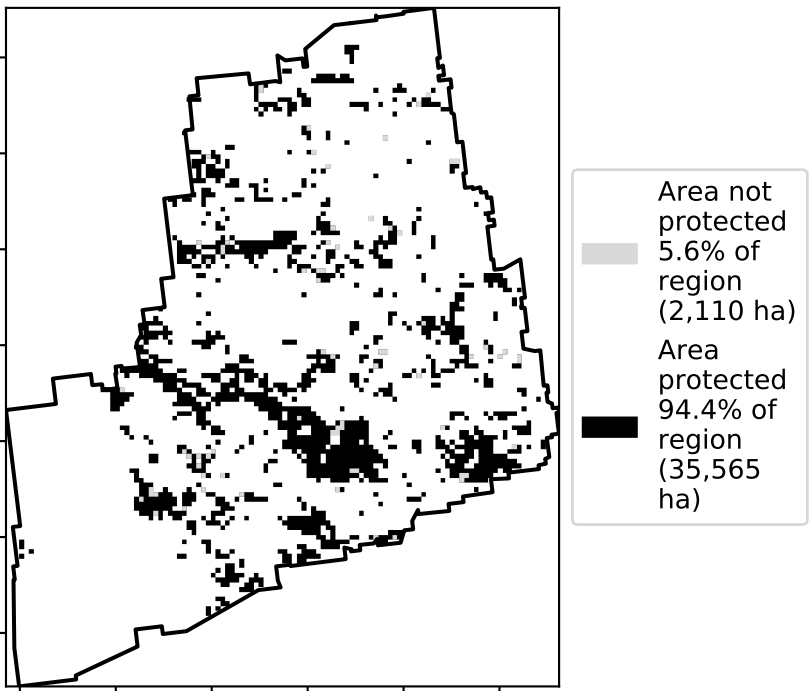 Area not
protected
5.6% of
region
(2,110 ha)
Area
protected
94.4% of
region
(35,565
ha)